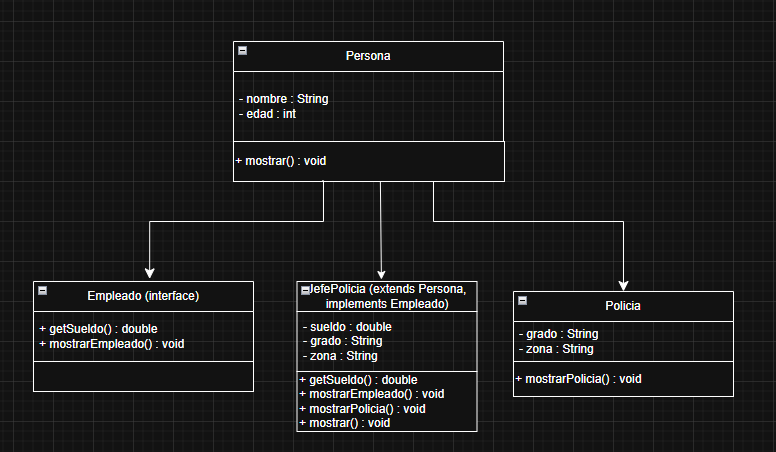 Persona
- nombre : String
- edad : int
+ mostrar() : void
Empleado (interface)
+ getSueldo() : double
+ mostrarEmpleado() : void
JefePolicia (extends Persona,
implements Empleado)
- sueldo : double
- grado : String
- zona : String
+ getSueldo() : double
+ mostrarEmpleado() : void
+ mostrarPolicia() : void
+ mostrar() : void
Policia
- grado : String
- zona : String
+ mostrarPolicia() : void